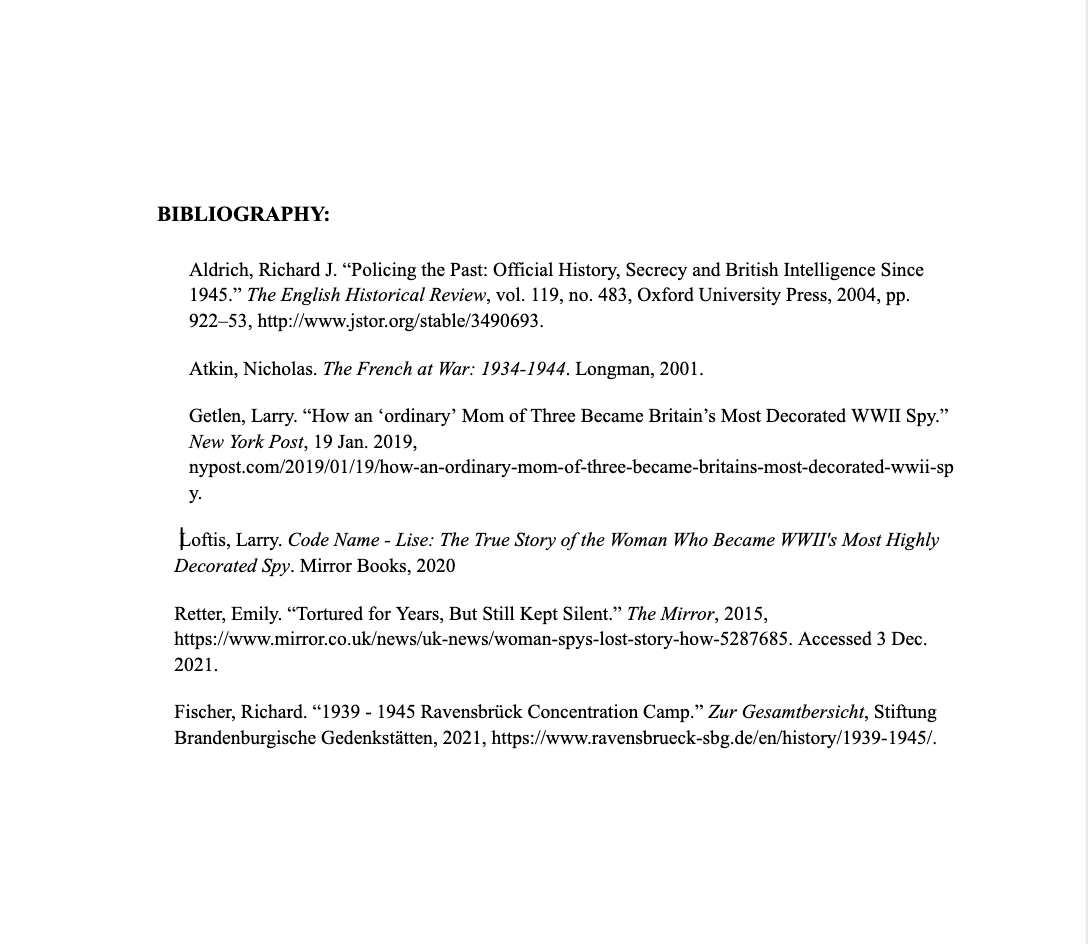 BIBLIOGRAPHY:
Aldrich, Richard J. “Policing the Past: Official History, Secrecy and British Intelligence Since
1945.” The English Historical Review, vol. 119, no. 483, Oxford University Press, 2004, pp.
922–53, http://www.jstor.org/stable/3490693.
Atkin, Nicholas. The French at War: 1934-1944. Longman, 2001.
Getlen, Larry. “How an ‘ordinary’ Mom of Three Became Britain’s Most Decorated WWII Spy.”
New York Post, 19 Jan. 2019,
nypost.com/2019/01/19/how-an-ordinary-mom-of-three-became-britains-most-decorated-wwii-sp
y.
Loftis, Larry. Code Name - Lise: The True Story of the Woman Who Became WWII's Most Highly
Decorated Spy. Mirror Books, 2020
Retter, Emily. “Tortured for Years, But Still Kept Silent.” The Mirror, 2015,
https://www.mirror.co.uk/news/uk-news/woman-spys-lost-story-how-5287685. Accessed 3 Dec.
2021.
Fischer, Richard. “1939 - 1945 Ravensbrück Concentration Camp.” Zur Gesamtbersicht, Stiftung
Brandenburgische Gedenkstätten, 2021, https://www.ravensbrueck-sbg.de/en/history/1939-1945/.